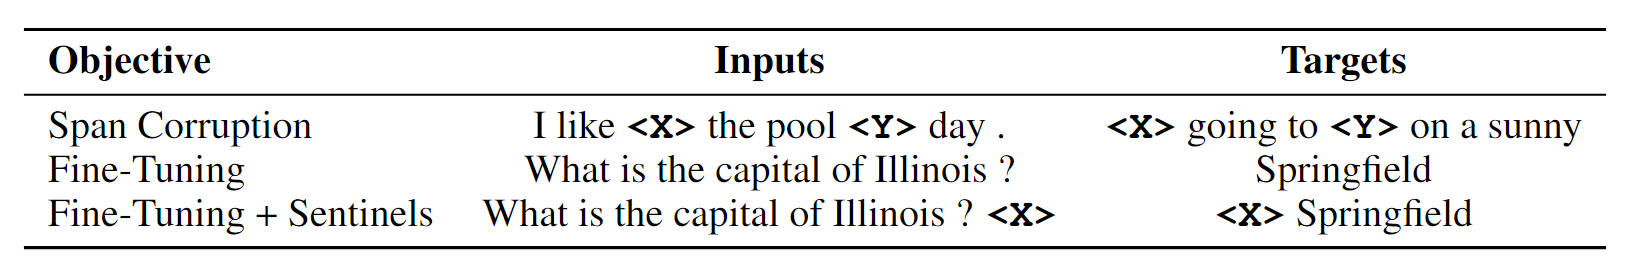 Objective Inputs Targets
Span Corruption I like <X> the pool <Y> day . <X> going to <Y> on a sunny
Fine-Tuning What is the capital of Illinois ? Springfield
Fine-Tuning + Sentinels What is the capital of Illinois ? <X> <X> Springfield